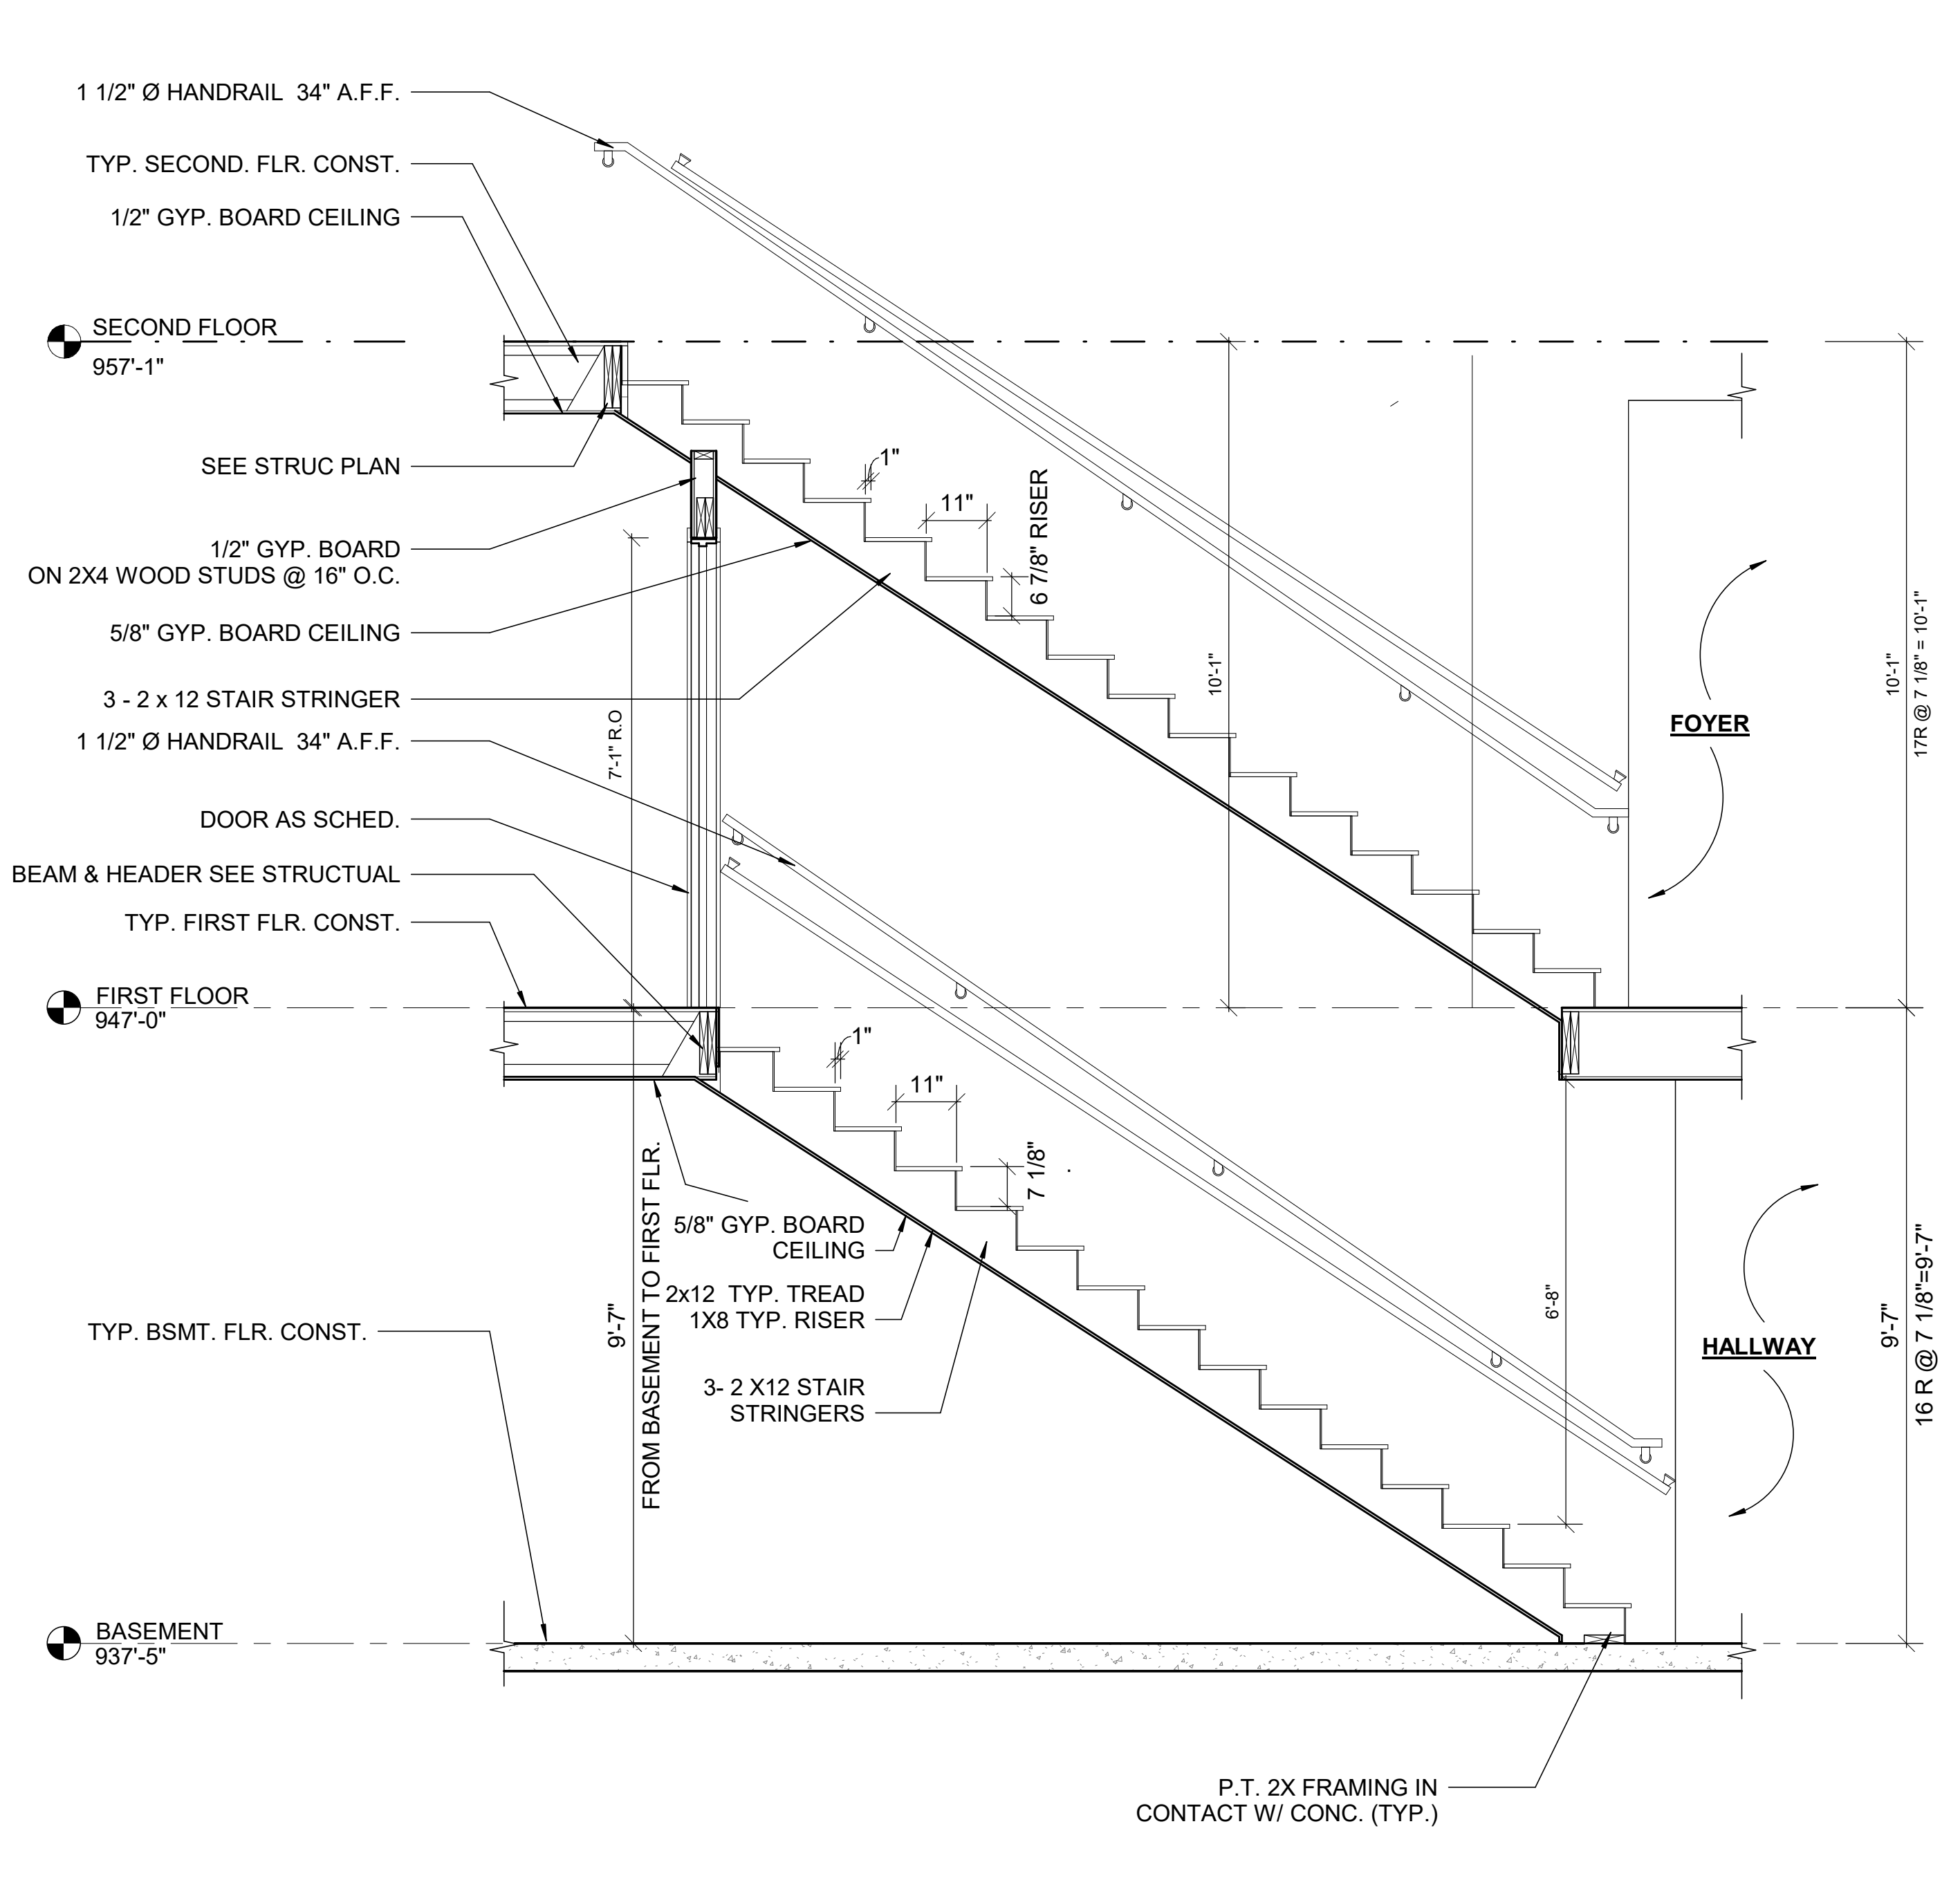 1 1/2" Ø HANDRAIL  34" A.F.F.
TYP. SECOND. FLR. CONST.
1/2" GYP. BOARD CEILING
SECOND FLOOR
957'-1"
SEE STRUC PLAN
1/2" GYP. BOARD
ON 2X4 WOOD STUDS @ 16" O.C.
5/8" GYP. BOARD CEILING
3 - 2 x 12 STAIR STRINGER
1 1/2" Ø HANDRAIL  34" A.F.F.
DOOR AS SCHED.
BEAM & HEADER SEE STRUCTUAL
TYP. FIRST FLR. CONST.
FIRST FLOOR
947'-0"
TYP. BSMT. FLR. CONST.
BASEMENT
937'-5"
7'-1" R.O
9'-7"
FROM BASEMENT TO FIRST FLR.
1"
11"
6 7/8" RISER
10'-1"
FOYER
10'-1"
17R @ 7 1/8" = 10'-1"
1"
11"
7 1/8"
5/8" GYP. BOARD
CEILING
2x12  TYP. TREAD
1X8 TYP. RISER
3- 2 X12 STAIR
STRINGERS
6'-8"
HALLWAY
9'-7"
16 R @ 7 1/8"=9'-7"
P.T. 2X FRAMING IN
CONTACT W/ CONC. (TYP.)